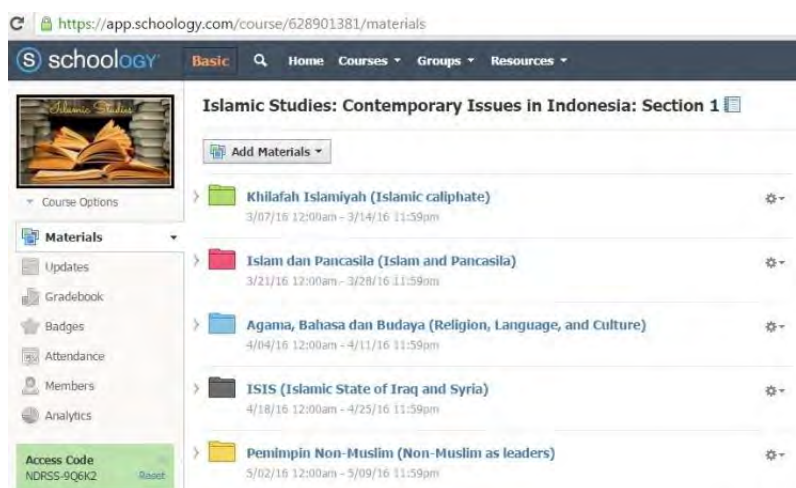 https://app.schoology.com/course/628901381/materials
S schoology Basic Home Courses Groups Resources
Islamic Studies
Islamic Studies: Contemporary Issues in Indonesia: Section 1
Add Materials
Course Options
Khilafah Islamiyah (Islamic caliphate)
3/07/16 12:00am - 3/14/16 11:59pm
Materials
Islam dan Pancasila (Islam and Pancasila)
3/21/16 12:00am - 3/28/16 11:59pm
Updates
Gradebook
Badges
Agama, Bahasa dan Budaya (Religion, Language, and Culture)
4/04/16 12:00am - 4/11/16 11:59pm
Attendance
Members
ISIS (Islamic State of Iraq and Syria)
4/18/16 12:00am - 4/25/16 11:59pm
Analytics
Access Code
NDRSS-9Q6K2 Reset
Pemimpin Non-Muslim (Non-Muslim as leaders)
5/02/16 12:00am - 5/09/16 11:59pm